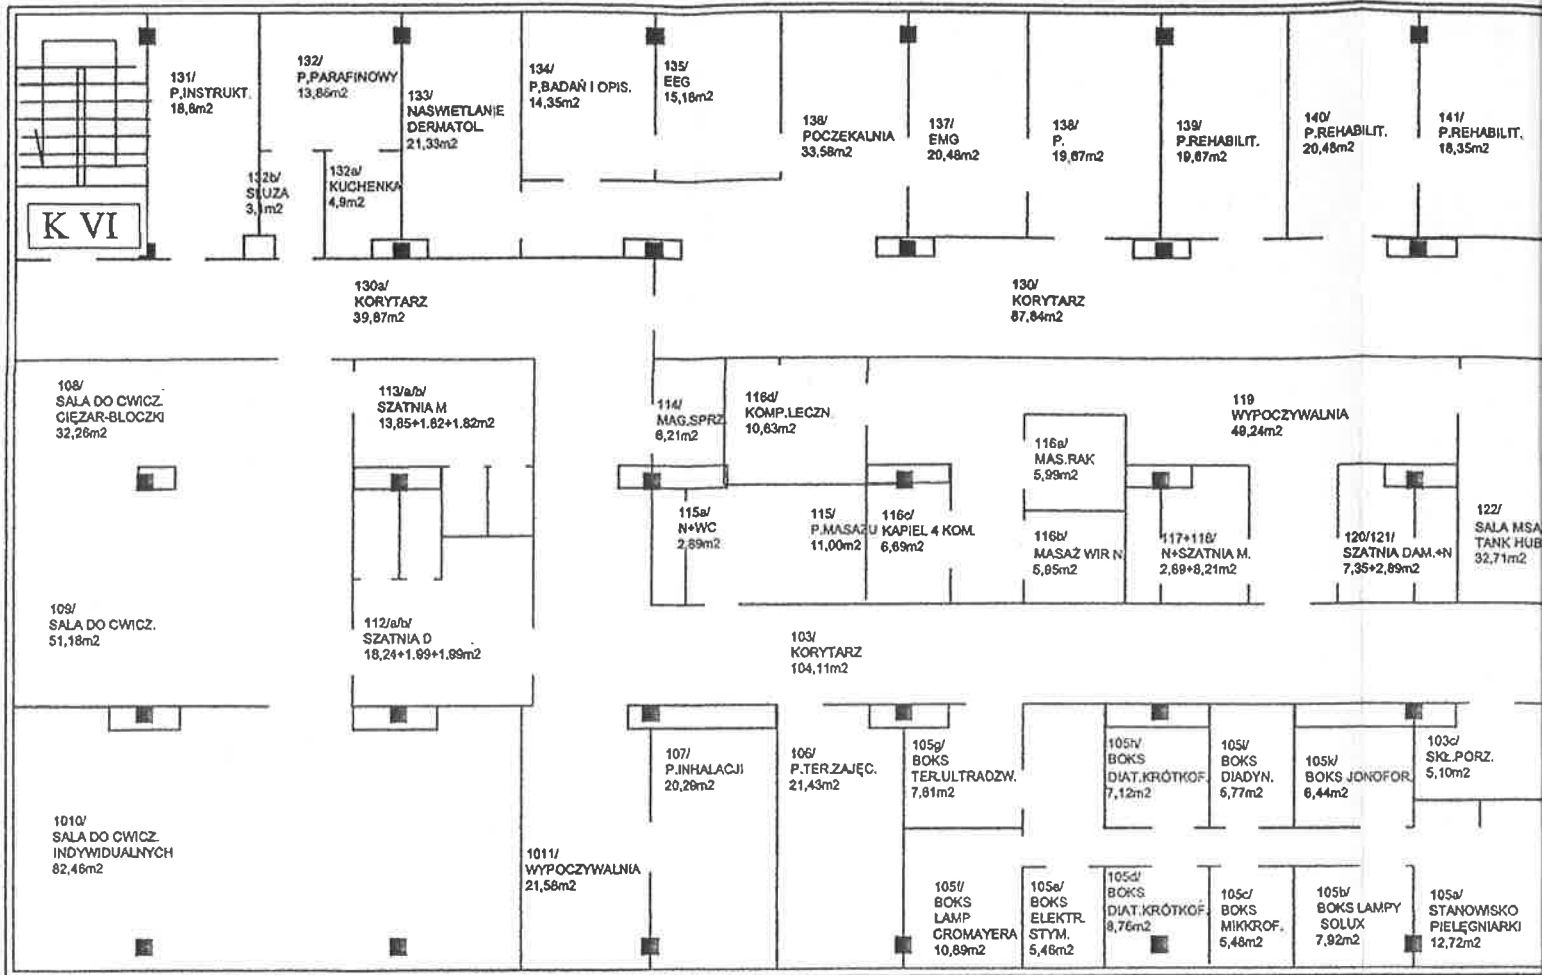 131/
P,INSTRUKT.
18,8m2
132/
P,PARAFINOWY
13,86m2
133/
NASWIETLANIE
DERMATOL.
21,33m2
134/
P,BADAŃ I OPIS.
14,35m2
135/
EEG
15,18m2
136/
POCZEKALNIA
33,58m2
137/
EMG
20,48m2
138/
P.
19,67m2
139/
P.REHABILIT.
19,67m2
140/
P.REHABILIT.
20,48m2
141/
P.REHABILIT.
18,35m2
132b/
SLUZA
3,1m2
132a/
KUCHENKA
4,9m2
K VI
130a/
KORYTARZ
39,87m2
130/
KORYTARZ
87,84m2
108/
SALA DO CWICZ.
CIĘZAR-BLOCZKI
32,26m2
113/a/b/
SZATNIA M
13,85+1.82+1.82m2
114/
MAG.SPRZ.
6,21m2
116d/
KOMP.LECZN.
10,63m2
116a/
MAS.RAK
5,99m2
119
WYPOCZYWALNIA
49,24m2
115a/
N+WC
2,89m2
115/
P.MASAZU
11,00m2
116c/
KAPIEL 4 KOM.
6,69m2
116b/
MASAŻ WIR N
5,95m2
117+118/
N+SZATNIA M.
2,69+8,21m2
120/121/
SZATNIA DAM.+N
7,35+2,89m2
122/
SALA MSA
TANK HUB
32,71m2
109/
SALA DO CWICZ.
51,18m2
112/a/b/
SZATNIA D
18,24+1.99+1.99m2
103/
KORYTARZ
104,11m2
107/
P.INHALACJI
20,29m2
106/
P.TER.ZAJĘC.
21,43m2
105g/
BOKS
TER.ULTRADZW.
7,61m2
105h/
BOKS
DIAT.KRÓTKOF.
7,12m2
105i/
BOKS
DIADYN.
5,77m2
105k/
BOKS JONOFOR.
6,44m2
103c/
SKŁ.PORZ.
5,10m2
1010/
SALA DO CWICZ.
INDYWIDUALNYCH
82,46m2
1011/
WYPOCZYWALNIA
21,58m2
105f/
BOKS
LAMP
CROMAYERA
10,89m2
105e/
BOKS
ELEKTR.
STYM.
5,46m2
105d/
BOKS
DIAT.KRÓTKOF.
8,76m2
105c/
BOKS
MIKKROF.
5,48m2
105b/
BOKS LAMPY
SOLUX
7,92m2
105a/
STANOWISKO
PIELĘGNIARKI
12,72m2